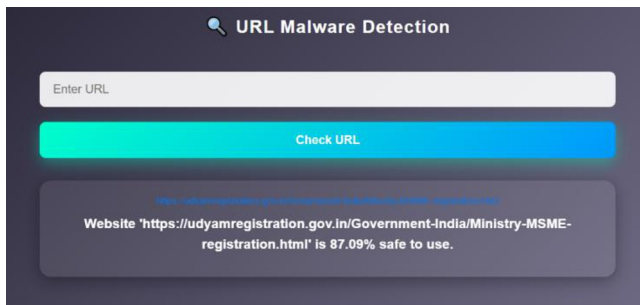 🔍 URL Malware Detection
Enter URL
Check URL
Website 'https://udyamregistration.gov.in/Government-India/Ministry-MSME-
registration.html' is 87.09% safe to use.